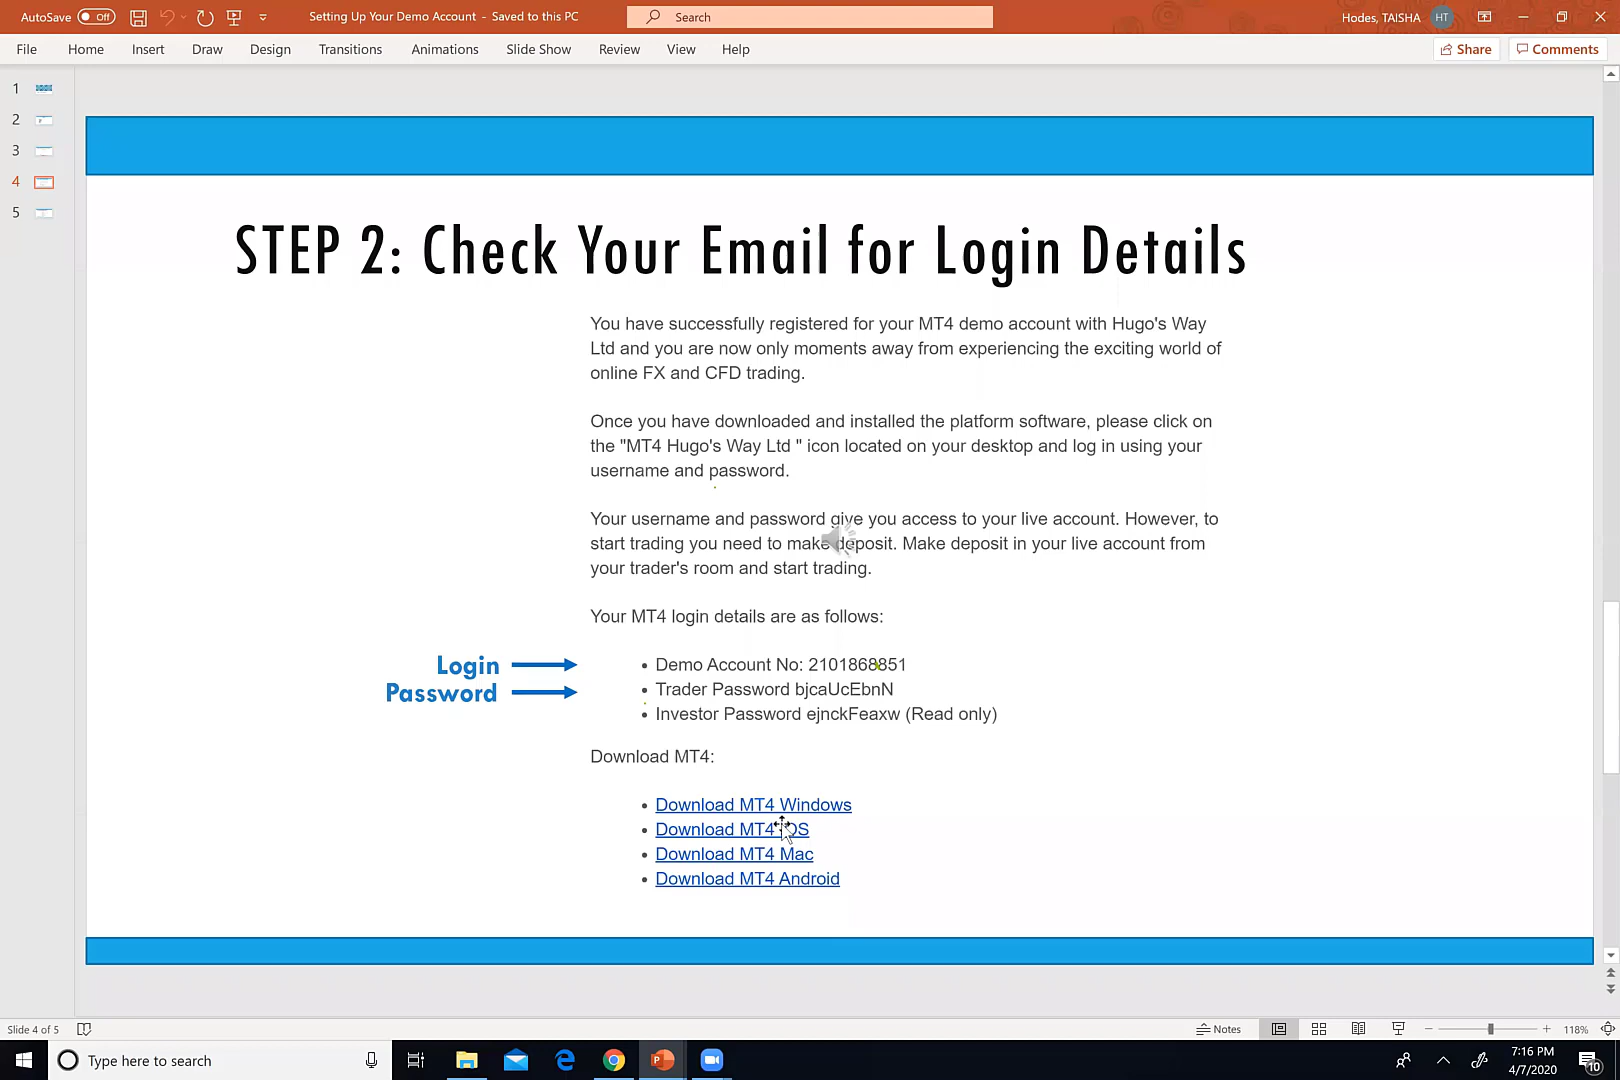 AutoSave Off Setting Up Your Demo Account - Saved to this PC Search Hodes, TAISHA HT
File Home Insert Draw Design Transitions Animations Slide Show Review View Help Share Comments
1
2
3
4
5
STEP 2: Check Your Email for Login Details
You have successfully registered for your MT4 demo account with Hugo's Way
Ltd and you are now only moments away from experiencing the exciting world of
online FX and CFD trading.
Once you have downloaded and installed the platform software, please click on
the "MT4 Hugo's Way Ltd " icon located on your desktop and log in using your
username and password.
Your username and password give you access to your live account. However, to
start trading you need to make deposit. Make deposit in your live account from
your trader's room and start trading.
Your MT4 login details are as follows:
Login • Demo Account No: 2101868851
Password • Trader Password bjcaUcEbnN
• Investor Password ejnckFeaxw (Read only)
Download MT4:
• Download MT4 Windows
• Download MT4 OS
• Download MT4 Mac
• Download MT4 Android
Slide 4 of 5 Notes 118%
Type here to search 7:16 PM
4/7/2020 10